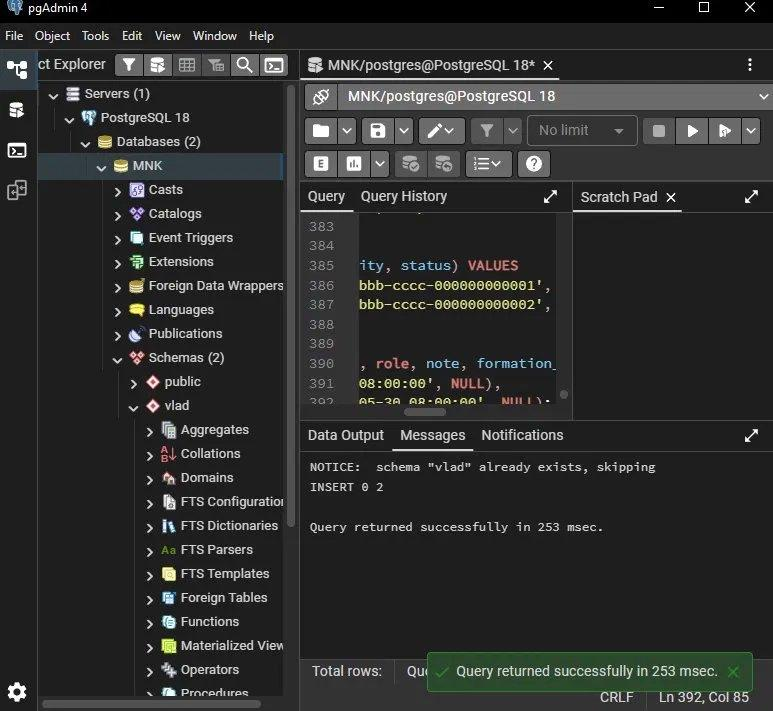 pgAdmin 4
File Object Tools Edit View Window Help
ct Explorer
Servers (1)
PostgreSQL 18
Databases (2)
MNK
Casts
Catalogs
Event Triggers
Extensions
Foreign Data Wrappers
Languages
Publications
Schemas (2)
public
vlad
Aggregates
Collations
Domains
FTS Configuration
FTS Dictionaries
Aa FTS Parsers
FTS Templates
Foreign Tables
Functions
Materialized View
Operators
Procedures
MNK/postgres@PostgreSQL 18*
MNK/postgres@PostgreSQL 18
No limit
E
Query Query History
Scratch Pad
383
384
385 ity, status) VALUES
386 bbb-cccc-000000000001',
387 bbb-cccc-000000000002',
388
389
390 , role, note, formation_
391 08:00:00', NULL),
392 05-30 08:00:00', NULL);
Data Output Messages Notifications
NOTICE: schema "vlad" already exists, skipping
INSERT 0 2
Query returned successfully in 253 msec.
Total rows: Que
Query returned successfully in 253 msec.
CRLF Ln 392, Col 85